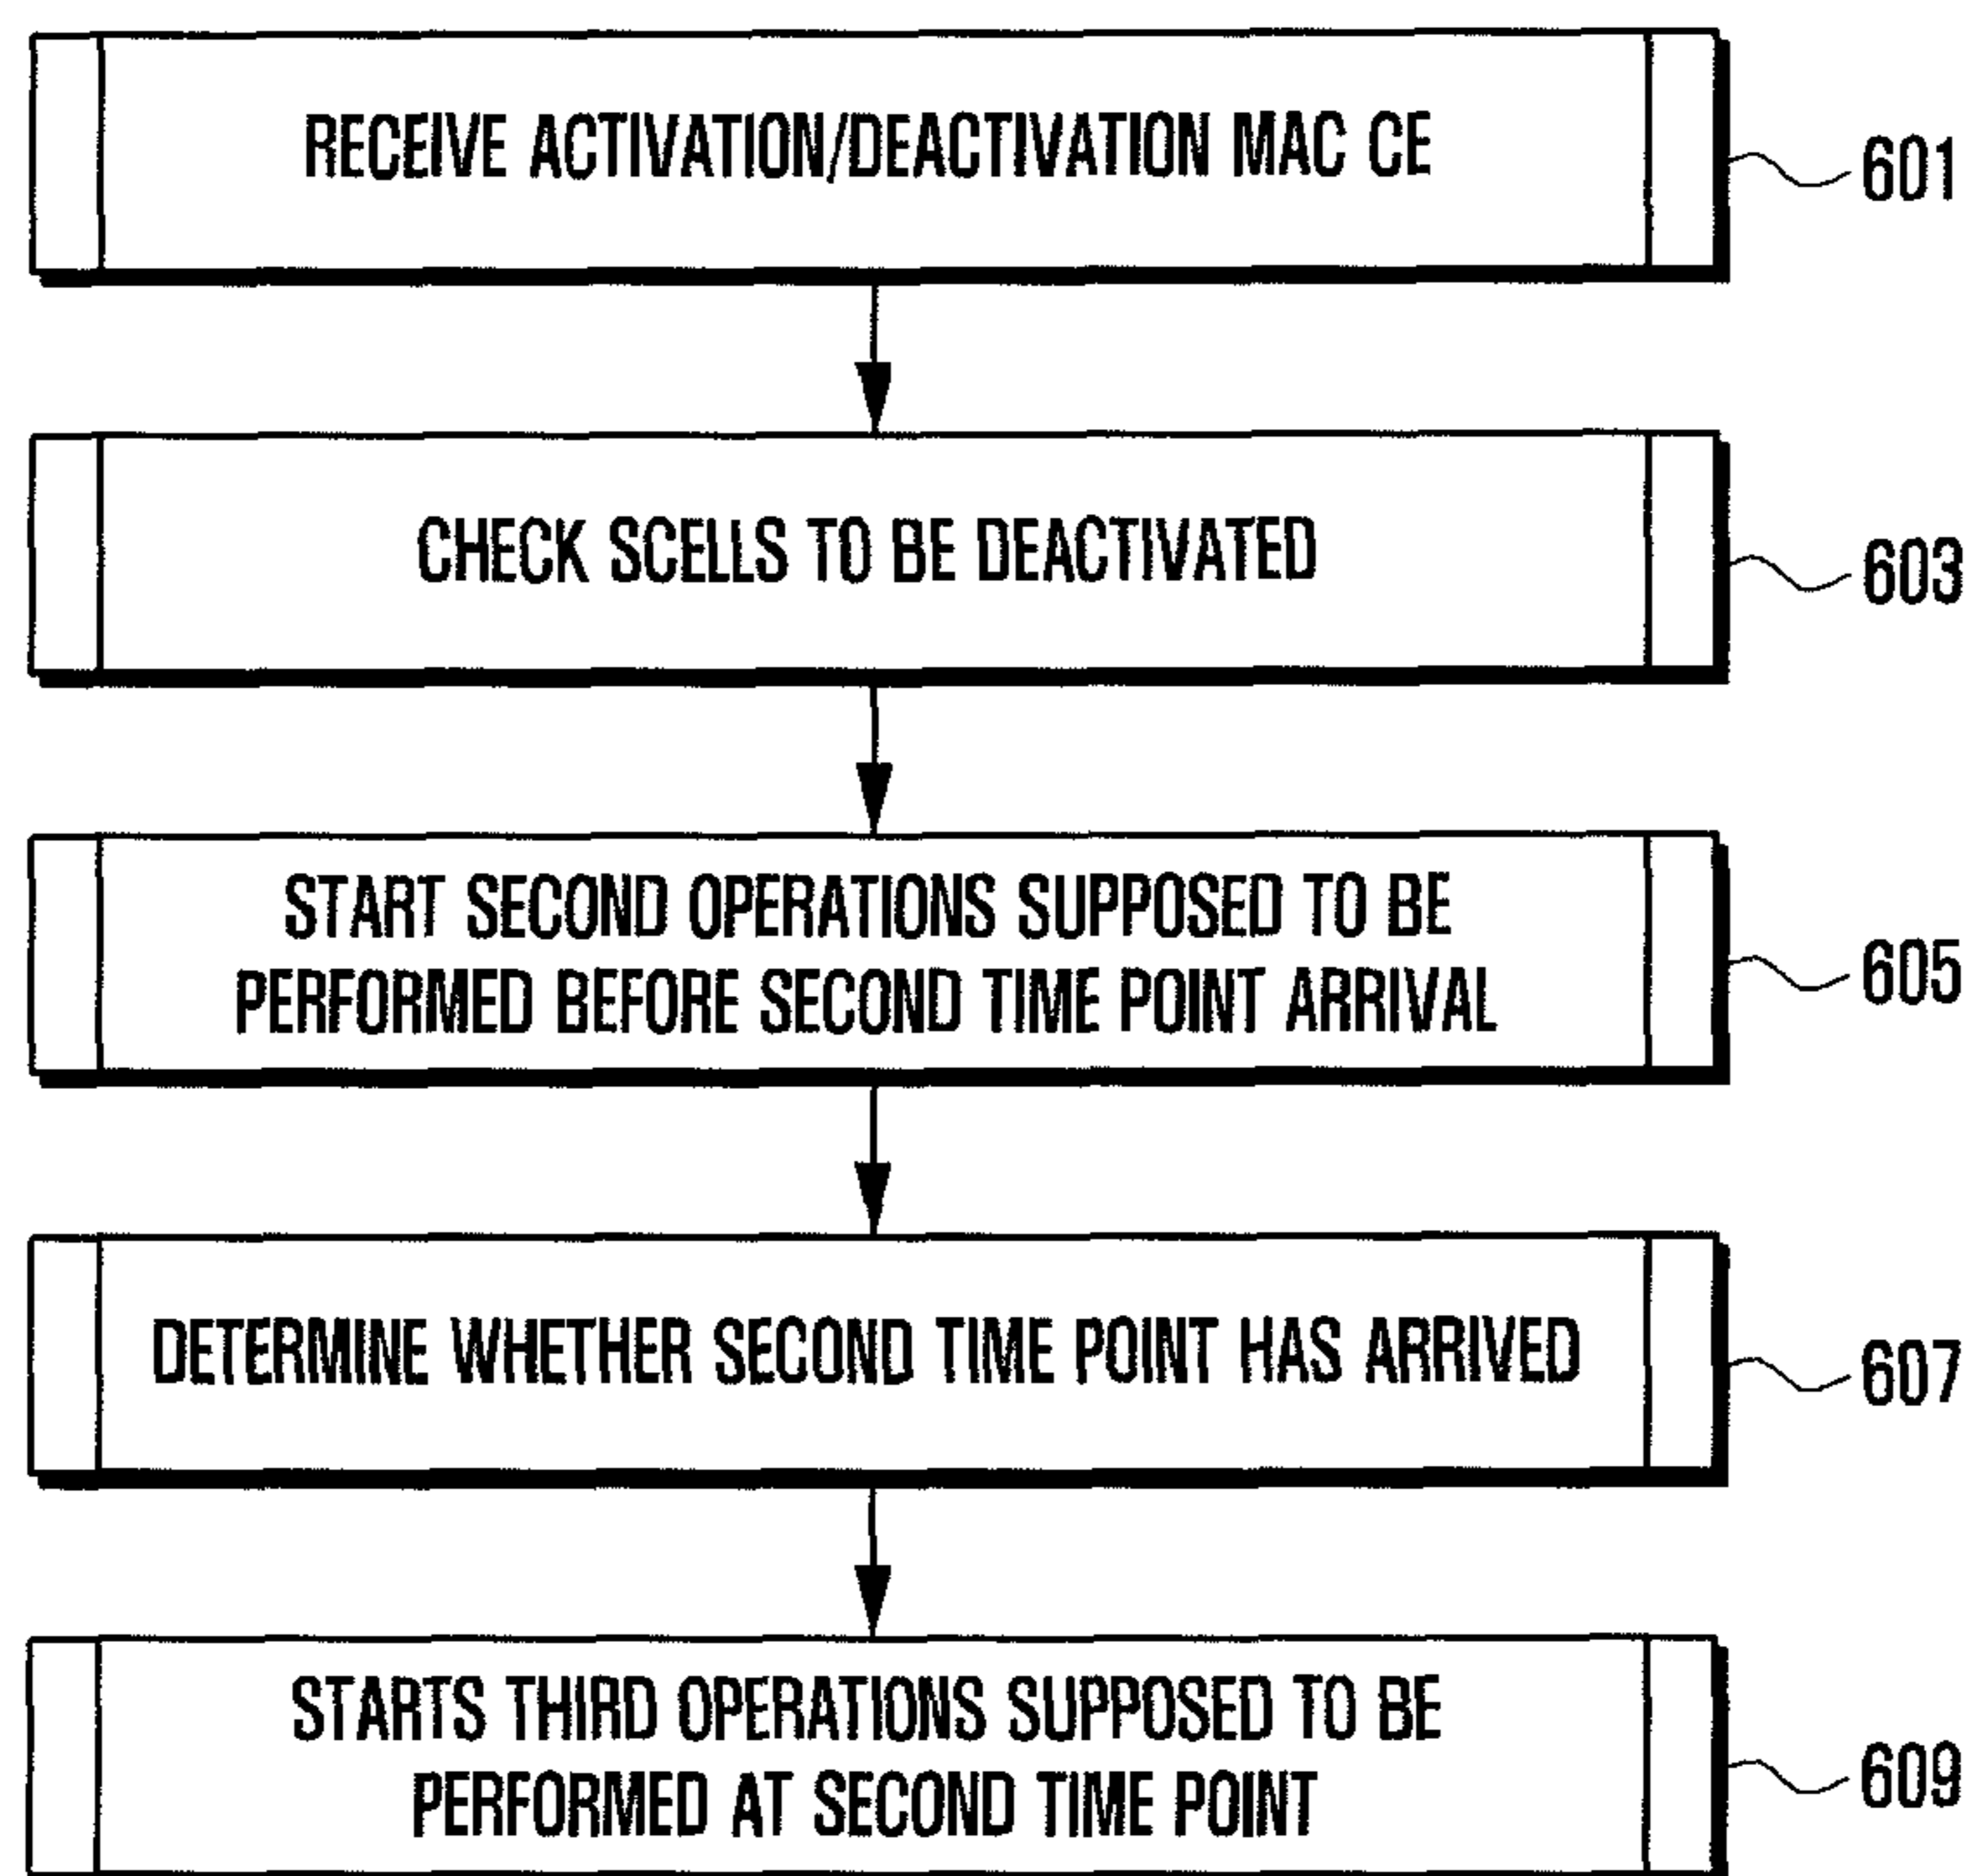 RECEIVE ACTIVATION/DEACTIVATION MAC CE
601
CHECK SCELLS TO BE DEACTIVATED
603
START SECOND OPERATIONS SUPPOSED TO BE
PERFORMED BEFORE SECOND TIME POINT ARRIVAL
605
DETERMINE WHETHER SECOND TIME POINT HAS ARRIVED
607
STARTS THIRD OPERATIONS SUPPOSED TO BE
PERFORMED AT SECOND TIME POINT
609